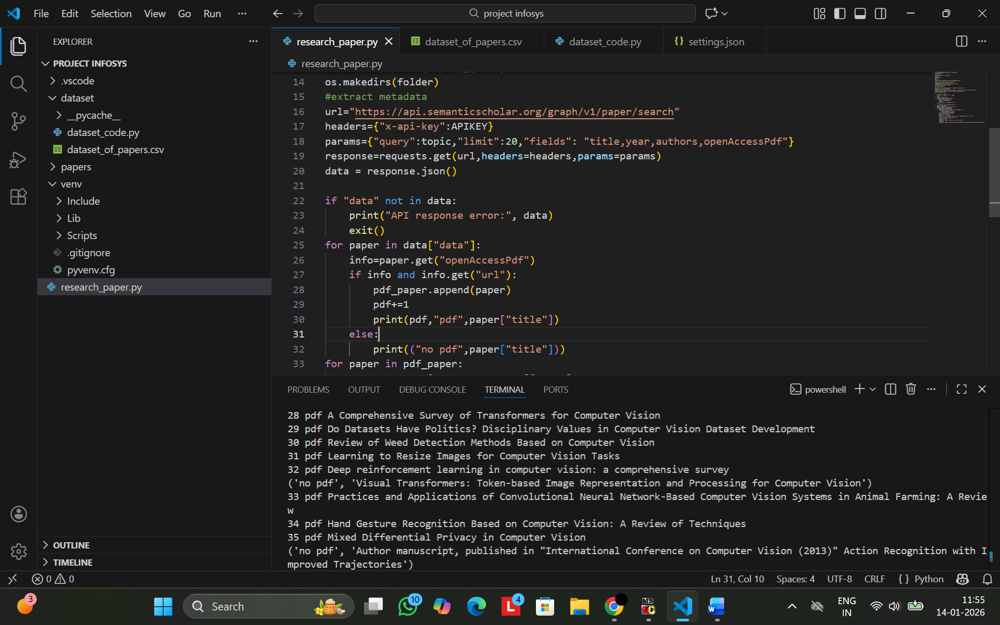 File Edit Selection View Go Run ··· project infosys
EXPLORER ···
PROJECT INFOSYS
.vscode
dataset
__pycache__
dataset_code.py
dataset_of_papers.csv
papers
venv
Include
Lib
Scripts
.gitignore
pyvenv.cfg
research_paper.py
OUTLINE
TIMELINE
research_paper.py dataset_of_papers.csv dataset_code.py {} settings.json
research_paper.py
14 os.makedirs(folder)
15 #extract metadata
16 url="https://api.semanticscholar.org/graph/v1/paper/search"
17 headers={"x-api-key":APIKEY}
18 params={"query":topic,"limit":20,"fields": "title,year,authors,openAccessPdf"}
19 response=requests.get(url,headers=headers,params=params)
20 data = response.json()
21
22 if "data" not in data:
23 print("API response error:", data)
24 exit()
25 for paper in data["data"]:
26 info=paper.get("openAccessPdf")
27 if info and info.get("url"):
28 pdf_paper.append(paper)
29 pdf+=1
30 print(pdf,"pdf",paper["title"])
31 else:
32 print(("no pdf",paper["title"]))
33 for paper in pdf_paper:
PROBLEMS OUTPUT DEBUG CONSOLE TERMINAL PORTS powershell
28 pdf A Comprehensive Survey of Transformers for Computer Vision
29 pdf Do Datasets Have Politics? Disciplinary Values in Computer Vision Dataset Development
30 pdf Review of Weed Detection Methods Based on Computer Vision
31 pdf Learning to Resize Images for Computer Vision Tasks
32 pdf Deep reinforcement learning in computer vision: a comprehensive survey
('no pdf', 'Visual Transformers: Token-based Image Representation and Processing for Computer Vision')
33 pdf Practices and Applications of Convolutional Neural Network-Based Computer Vision Systems in Animal Farming: A Revie
w
34 pdf Hand Gesture Recognition Based on Computer Vision: A Review of Techniques
35 pdf Mixed Differential Privacy in Computer Vision
('no pdf', 'Author manuscript, published in "International Conference on Computer Vision (2013)" Action Recognition with I
mproved Trajectories')
0 0 Ln 31, Col 10 Spaces: 4 UTF-8 CRLF {} Python
3 Search 10 L 4 MS W ENG 11:55
IN 14-01-2026